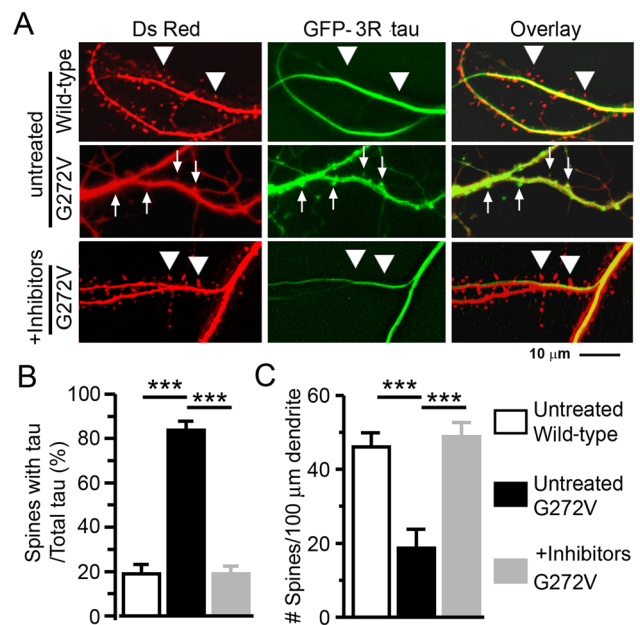 A
Ds Red
GFP-3R tau
Overlay
untreated
Wild-type
G272V
+Inhibitors
G272V
10 µm
B
Spines with tau
/Total tau (%)
100
80
60
40
20
0
***
***
C
# Spines/100 µm dendrite
60
40
20
0
***
***
Untreated
Wild-type
Untreated
G272V
+Inhibitors
G272V